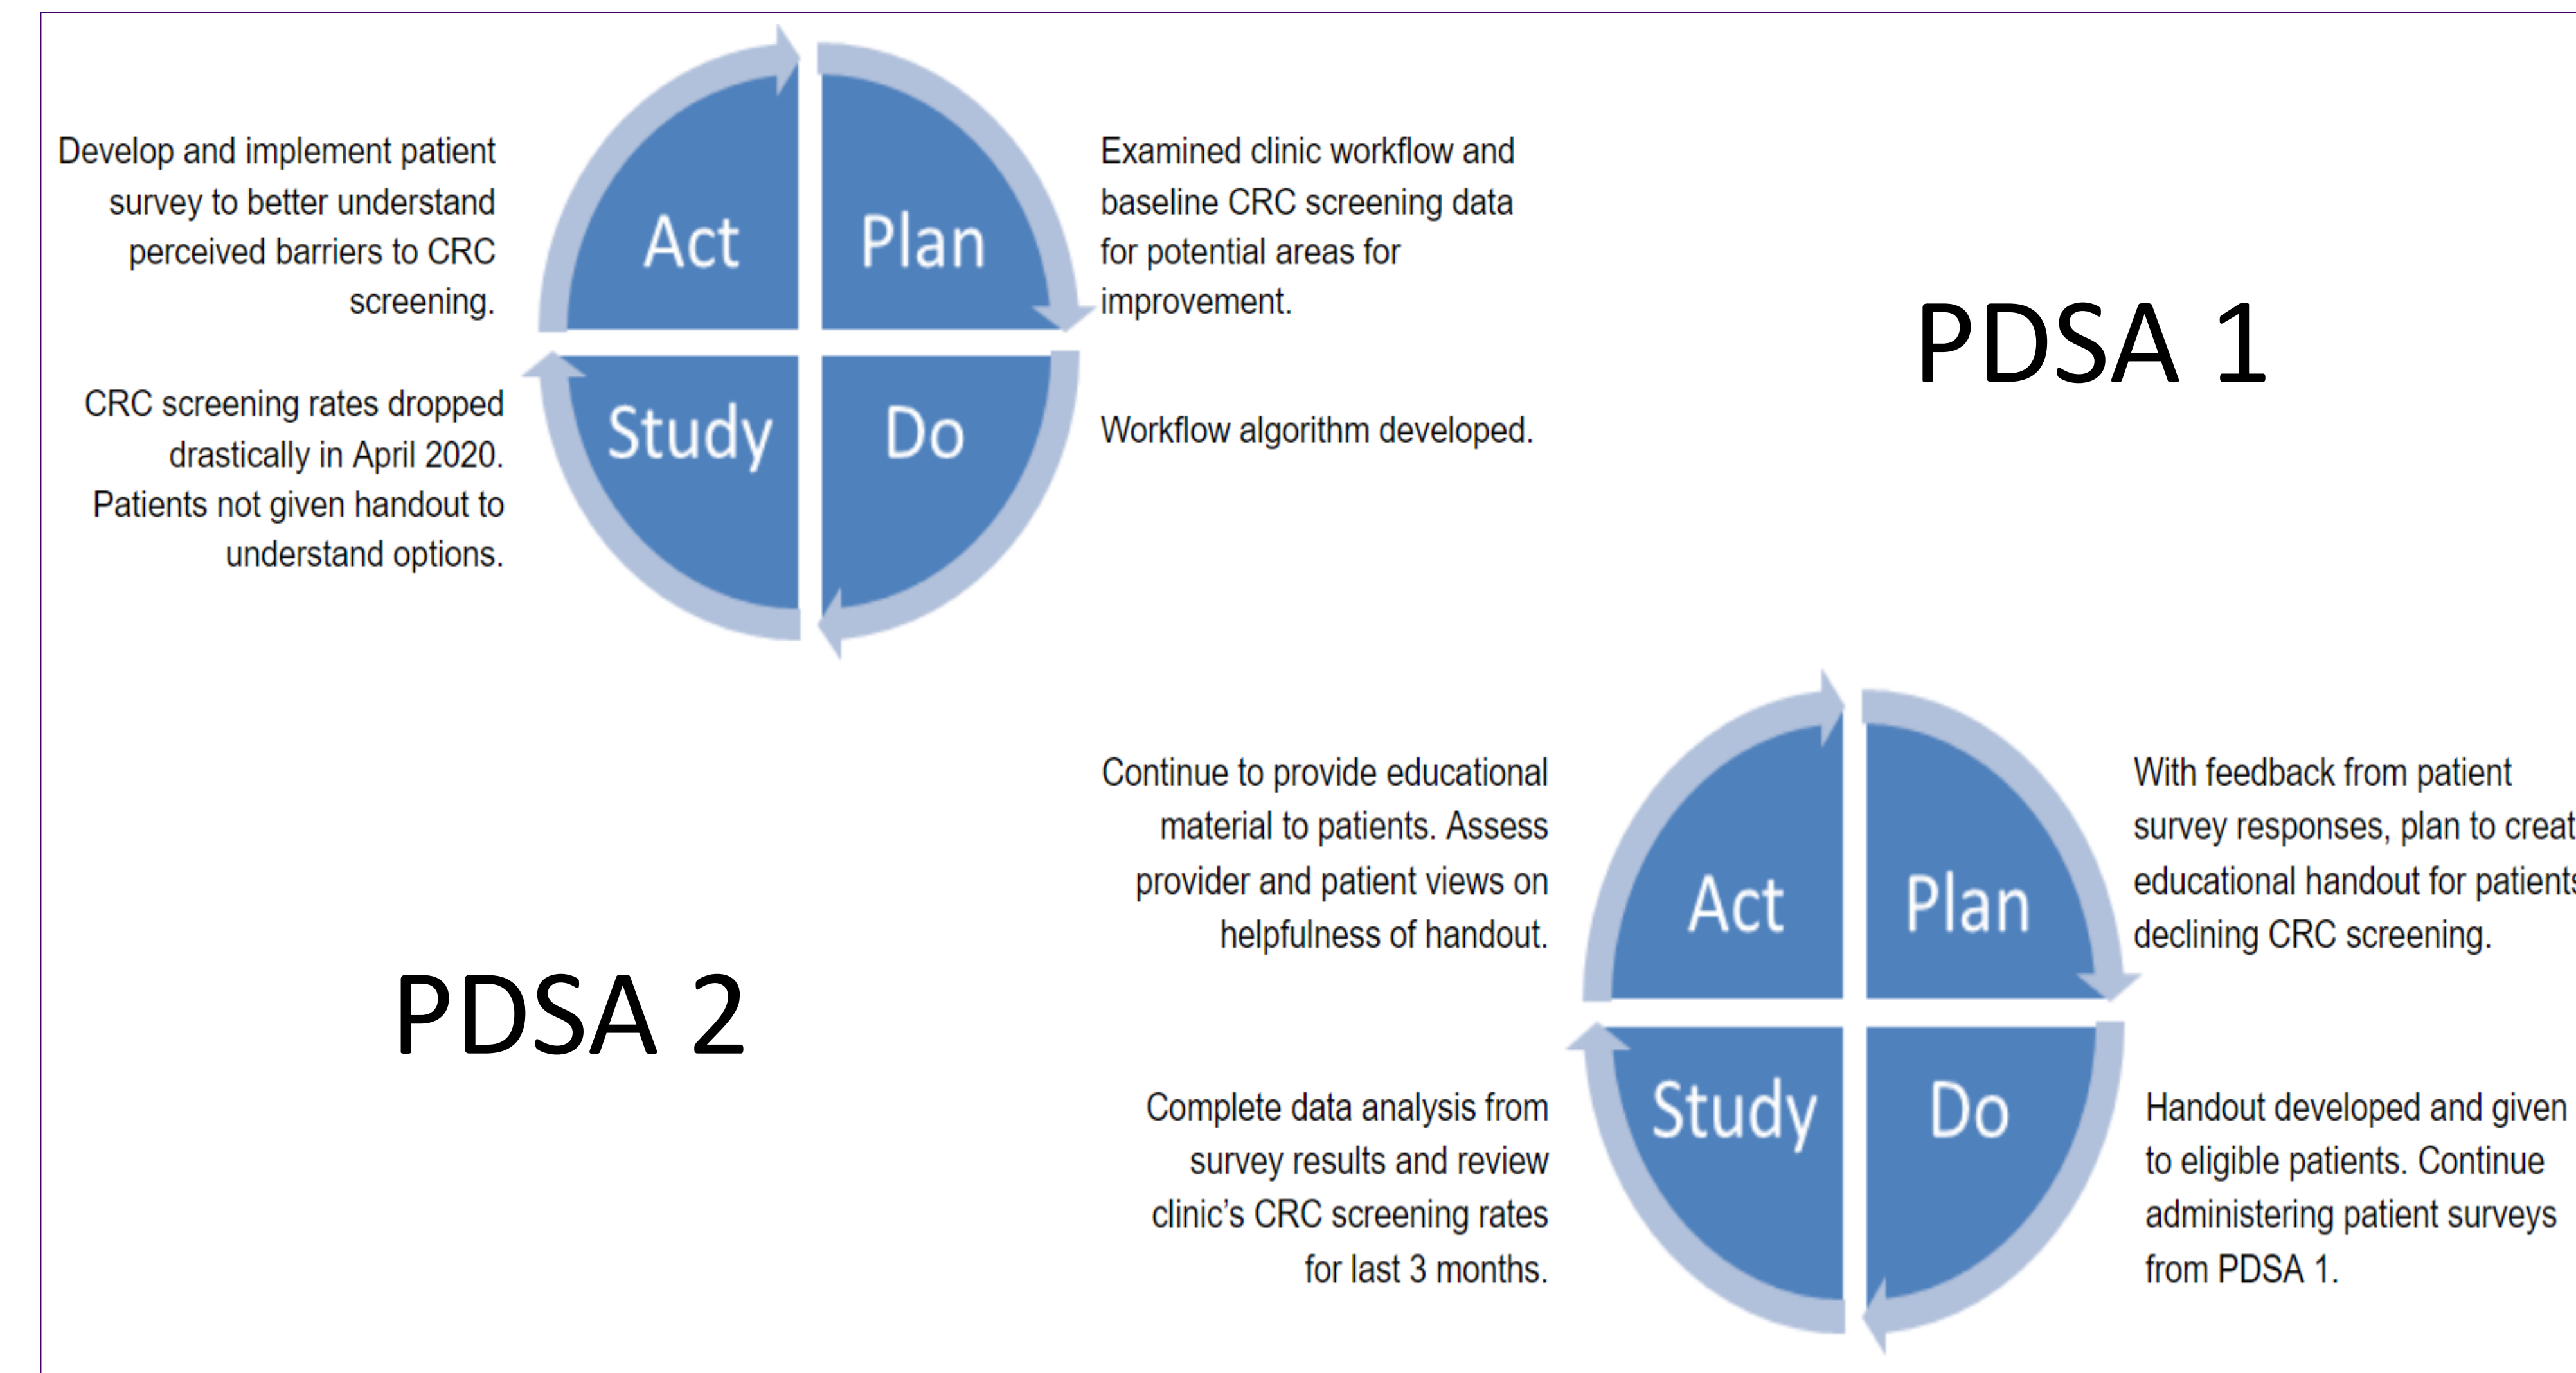 Develop and implement patient
survey to better understand
perceived barriers to CRC
screening.
Act
Plan
Examined clinic workflow and
baseline CRC screening data
for potential areas for
improvement.
PDSA 1
CRC screening rates dropped
drastically in April 2020.
Patients not given handout to
understand options.
Study
Do
Workflow algorithm developed.
PDSA 2
Continue to provide educational
material to patients. Assess
provider and patient views on
helpfulness of handout.
Act
Plan
With feedback from patient
survey responses, plan to creat
educational handout for patients
declining CRC screening.
Complete data analysis from
survey results and review
clinic's CRC screening rates
for last 3 months.
Study
Do
Handout developed and given
to eligible patients. Continue
administering patient surveys
from PDSA 1.